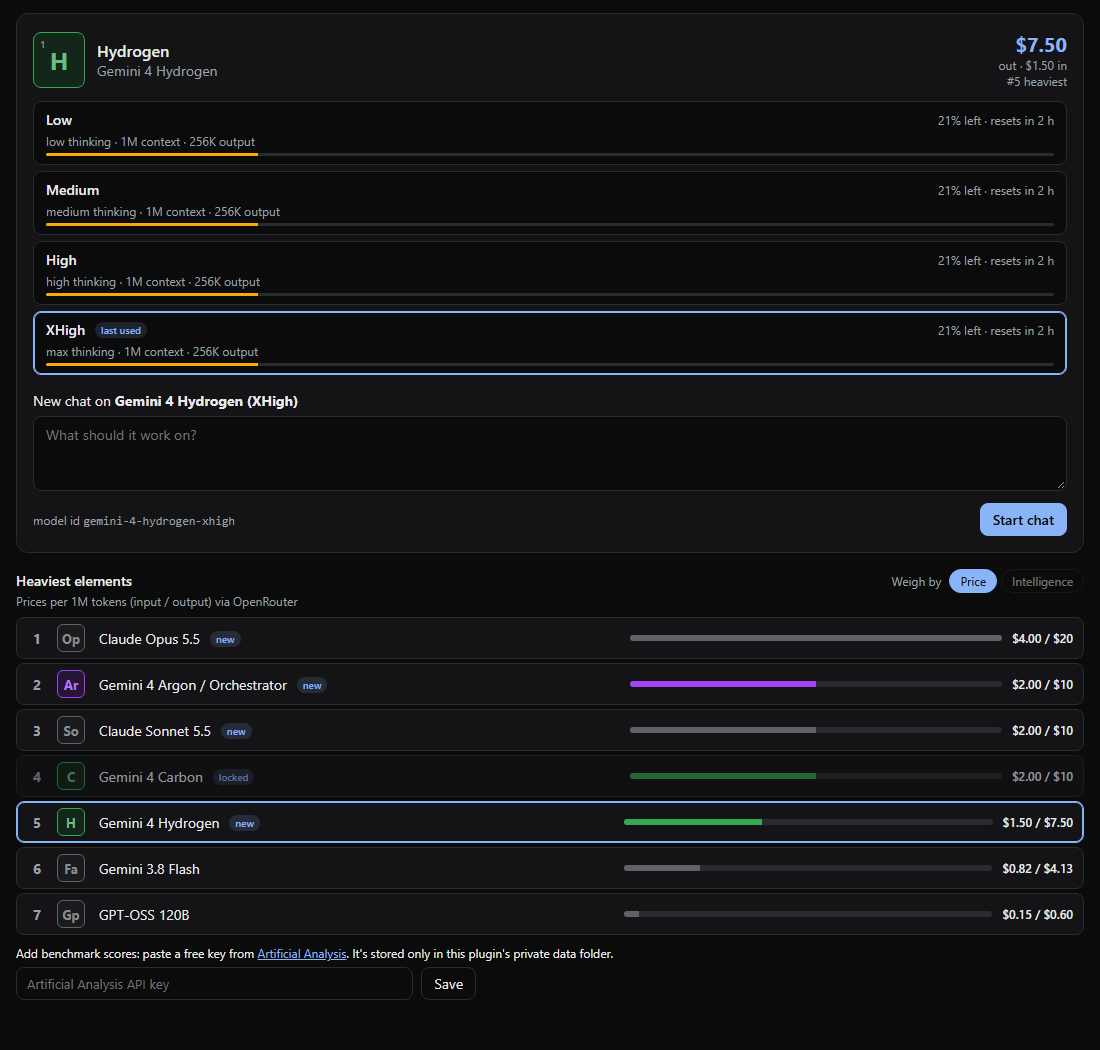 1
H
Hydrogen
Gemini 4 Hydrogen
$7.50
out · $1.50 in
#5 heaviest
Low
21% left · resets in 2 h
low thinking · 1M context · 256K output
Medium
21% left · resets in 2 h
medium thinking · 1M context · 256K output
High
21% left · resets in 2 h
high thinking · 1M context · 256K output
XHigh last used
21% left · resets in 2 h
max thinking · 1M context · 256K output
New chat on Gemini 4 Hydrogen (XHigh)
What should it work on?
model id gemini-4-hydrogen-xhigh
Start chat
Heaviest elements
Weigh by Price Intelligence
Prices per 1M tokens (input / output) via OpenRouter
1 Op Claude Opus 5.5 new $4.00 / $20
2 Ar Gemini 4 Argon / Orchestrator new $2.00 / $10
3 So Claude Sonnet 5.5 new $2.00 / $10
4 C Gemini 4 Carbon locked $2.00 / $10
5 H Gemini 4 Hydrogen new $1.50 / $7.50
6 Fa Gemini 3.8 Flash $0.82 / $4.13
7 Gp GPT-OSS 120B $0.15 / $0.60
Add benchmark scores: paste a free key from Artificial Analysis. It's stored only in this plugin's private data folder.
Artificial Analysis API key
Save